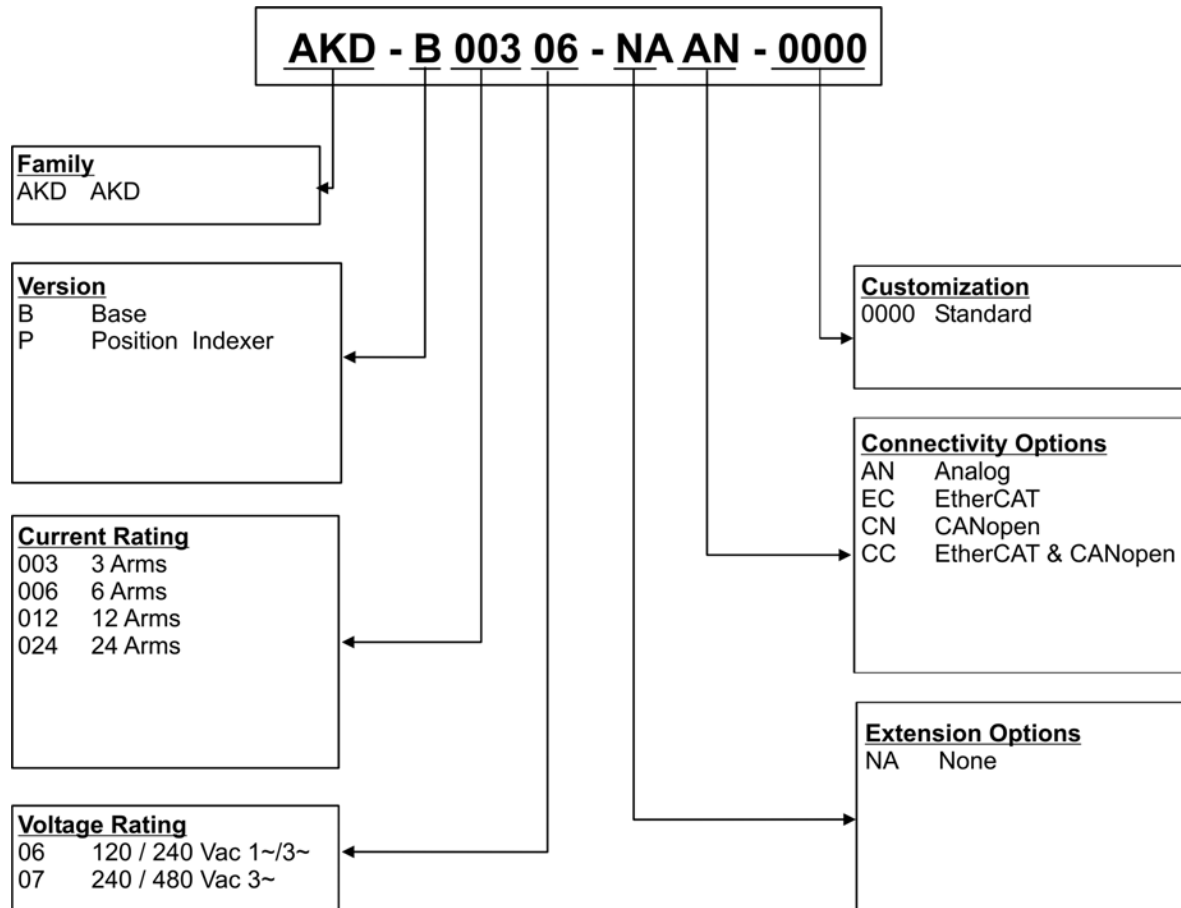 AKD - B 003 06 - NA AN - 0000
Family
AKD AKD
Version
B Base
P Position Indexer
Current Rating
003 3 Arms
006 6 Arms
012 12 Arms
024 24 Arms
Voltage Rating
06 120 / 240 Vac 1~/3~
07 240 / 480 Vac 3~
Customization
0000 Standard
Connectivity Options
AN Analog
EC EtherCAT
CN CANopen
CC EtherCAT & CANopen
Extension Options
NA None